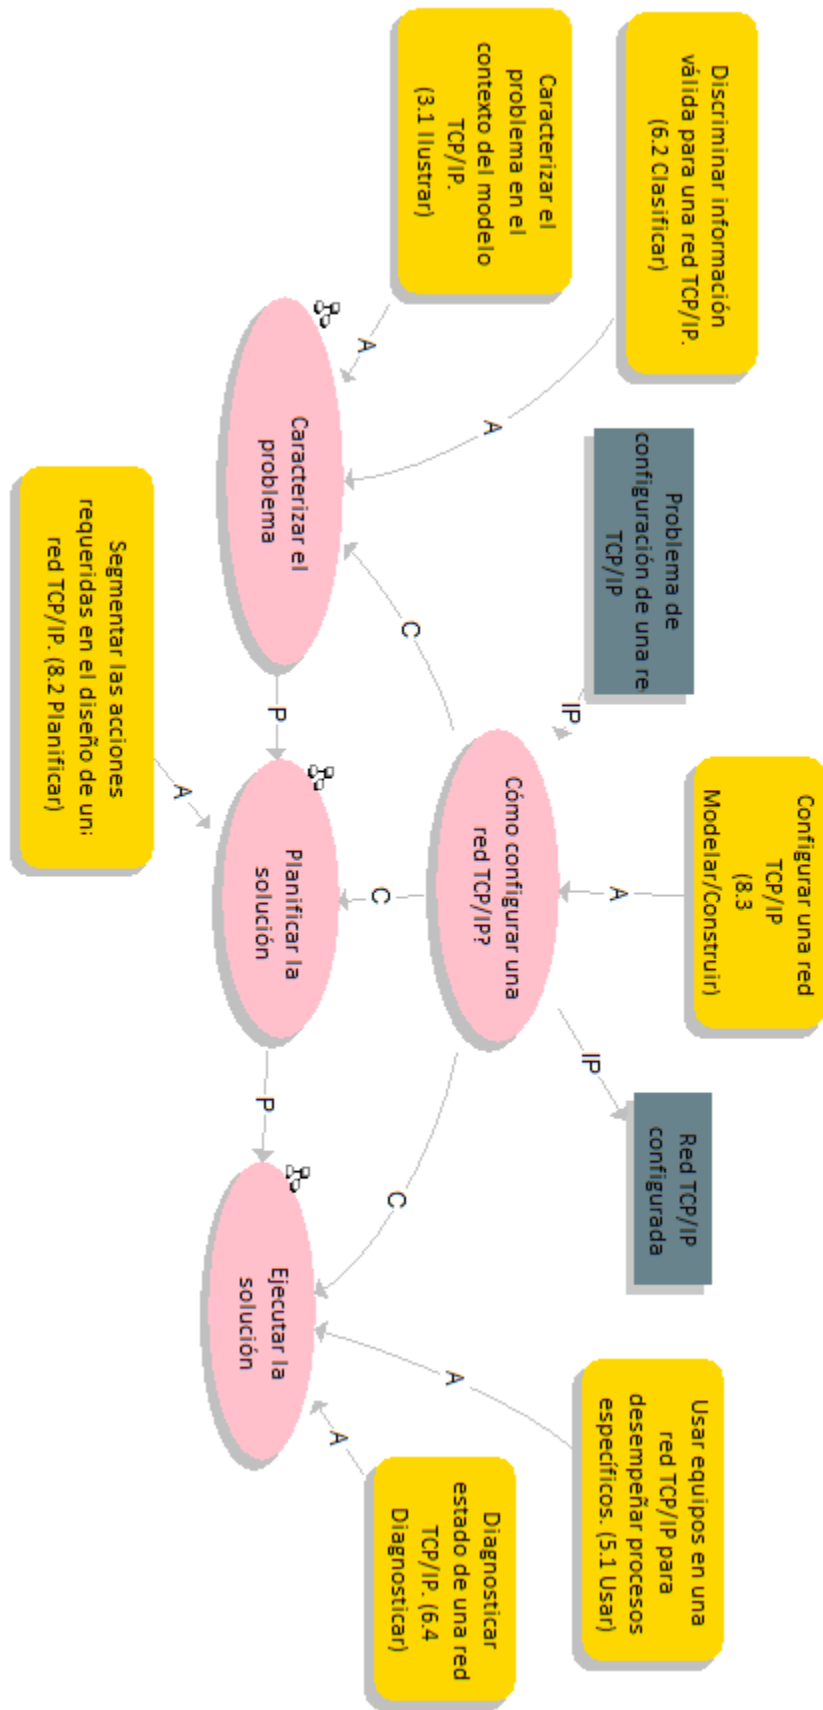 Discriminar información
válida para una red TCP/IP.
(6.2 Clasificar)
Caracterizar el
problema en el
contexto del modelo
TCP/IP.
(3.1 Ilustrar)
A
A
Problema de
configuración de una re
TCP/IP
IP
Configurar una red
TCP/IP
(8.3
Modelar/Construir)
A
Red TCP/IP
configurada
IP
Usar equipos en una
red TCP/IP para
desempeñar procesos
específicos. (5.1 Usar)
A
Diagnosticar
estado de una red
TCP/IP. (6.4
Diagnosticar)
A
Cómo configurar una
red TCP/IP?
C
C
C
Caracterizar el
problema
P
Planificar la
solución
P
Ejecutar la
solución
A
Segmentar las acciones
requeridas en el diseño de un
red TCP/IP. (8.2 Planificar)